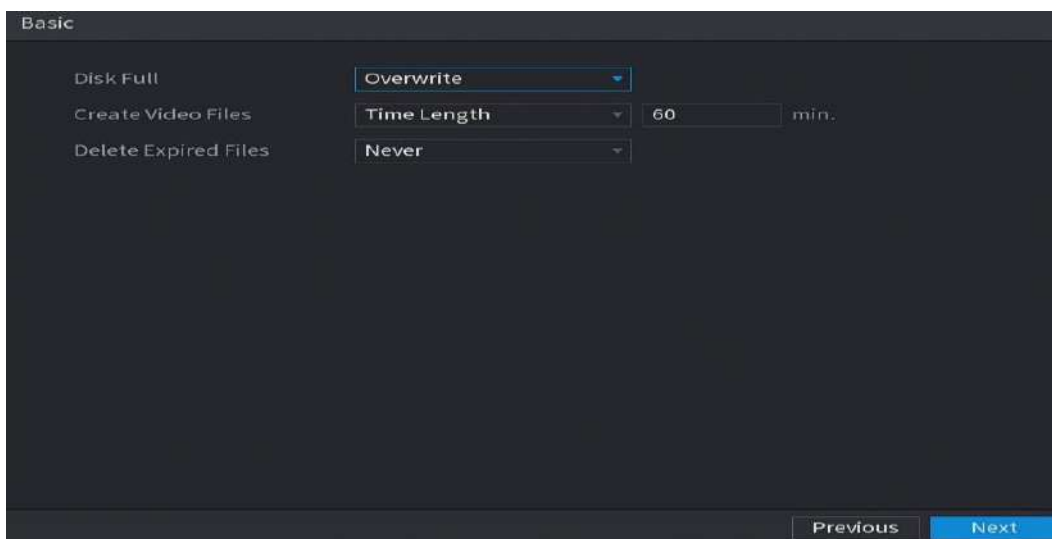 Basic
Disk Full Overwrite
Create Video Files Time Length 60 min.
Delete Expired Files Never
Previous Next